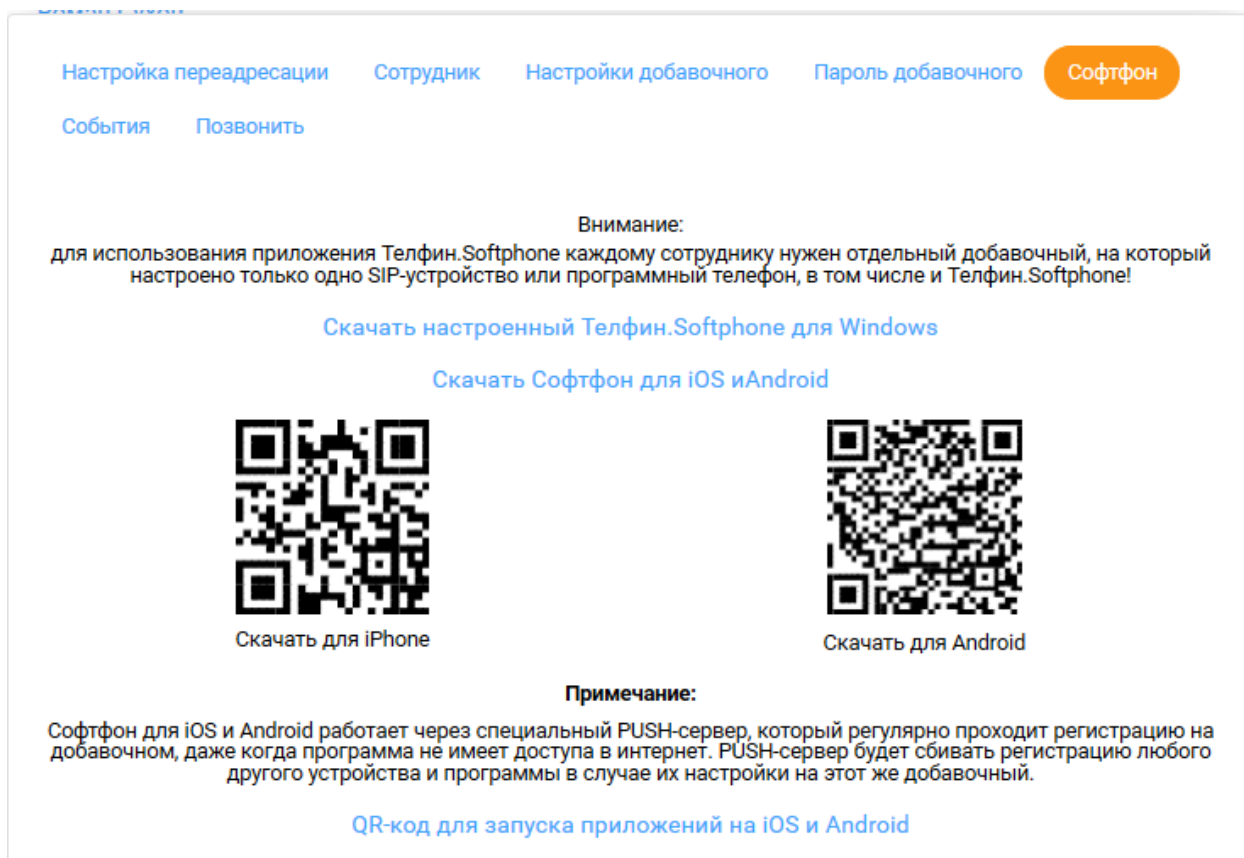 Настройка переадресации Сотрудник Настройки добавочного Пароль добавочного Софтфон
События Позвонить
Внимание:
для использования приложения Телфин.Softphone каждому сотруднику нужен отдельный добавочный, на который
настроено только одно SIP-устройство или программный телефон, в том числе и Телфин.Softphone!
Скачать настроенный Телфин.Softphone для Windows
Скачать Софтфон для iOS иAndroid
Скачать для iPhone
Скачать для Android
Примечание:
Софтфон для iOS и Android работает через специальный PUSH-сервер, который регулярно проходит регистрацию на
добавочном, даже когда программа не имеет доступа в интернет. PUSH-сервер будет сбивать регистрацию любого
другого устройства и программы в случае их настройки на этот же добавочный.
QR-код для запуска приложений на iOS и Android